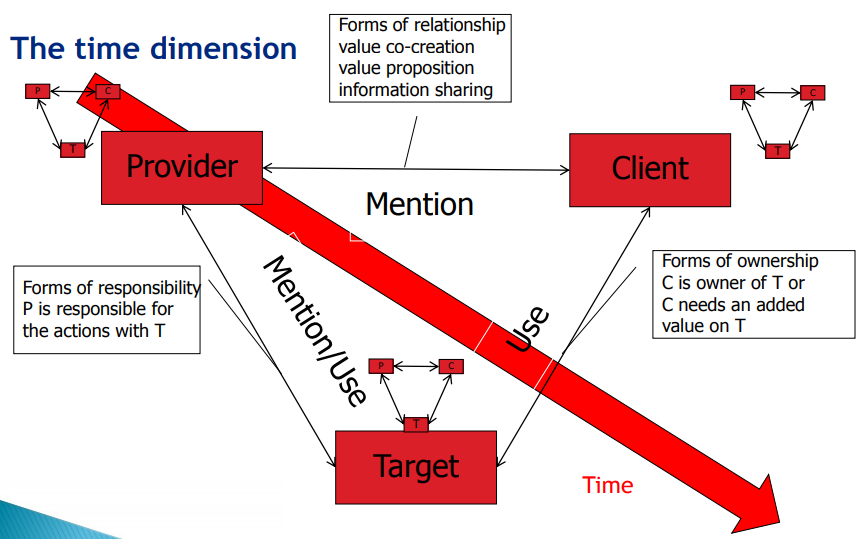 The time dimension
Forms of relationship
value co-creation
value proposition
information sharing
P
C
T
P
C
T
Provider
Client
Mention
Forms of responsibility
P is responsible for
the actions with T
Mention/Use
Use
Forms of ownership
C is owner of T or
C needs an added
value on T
P
C
T
Target
Time